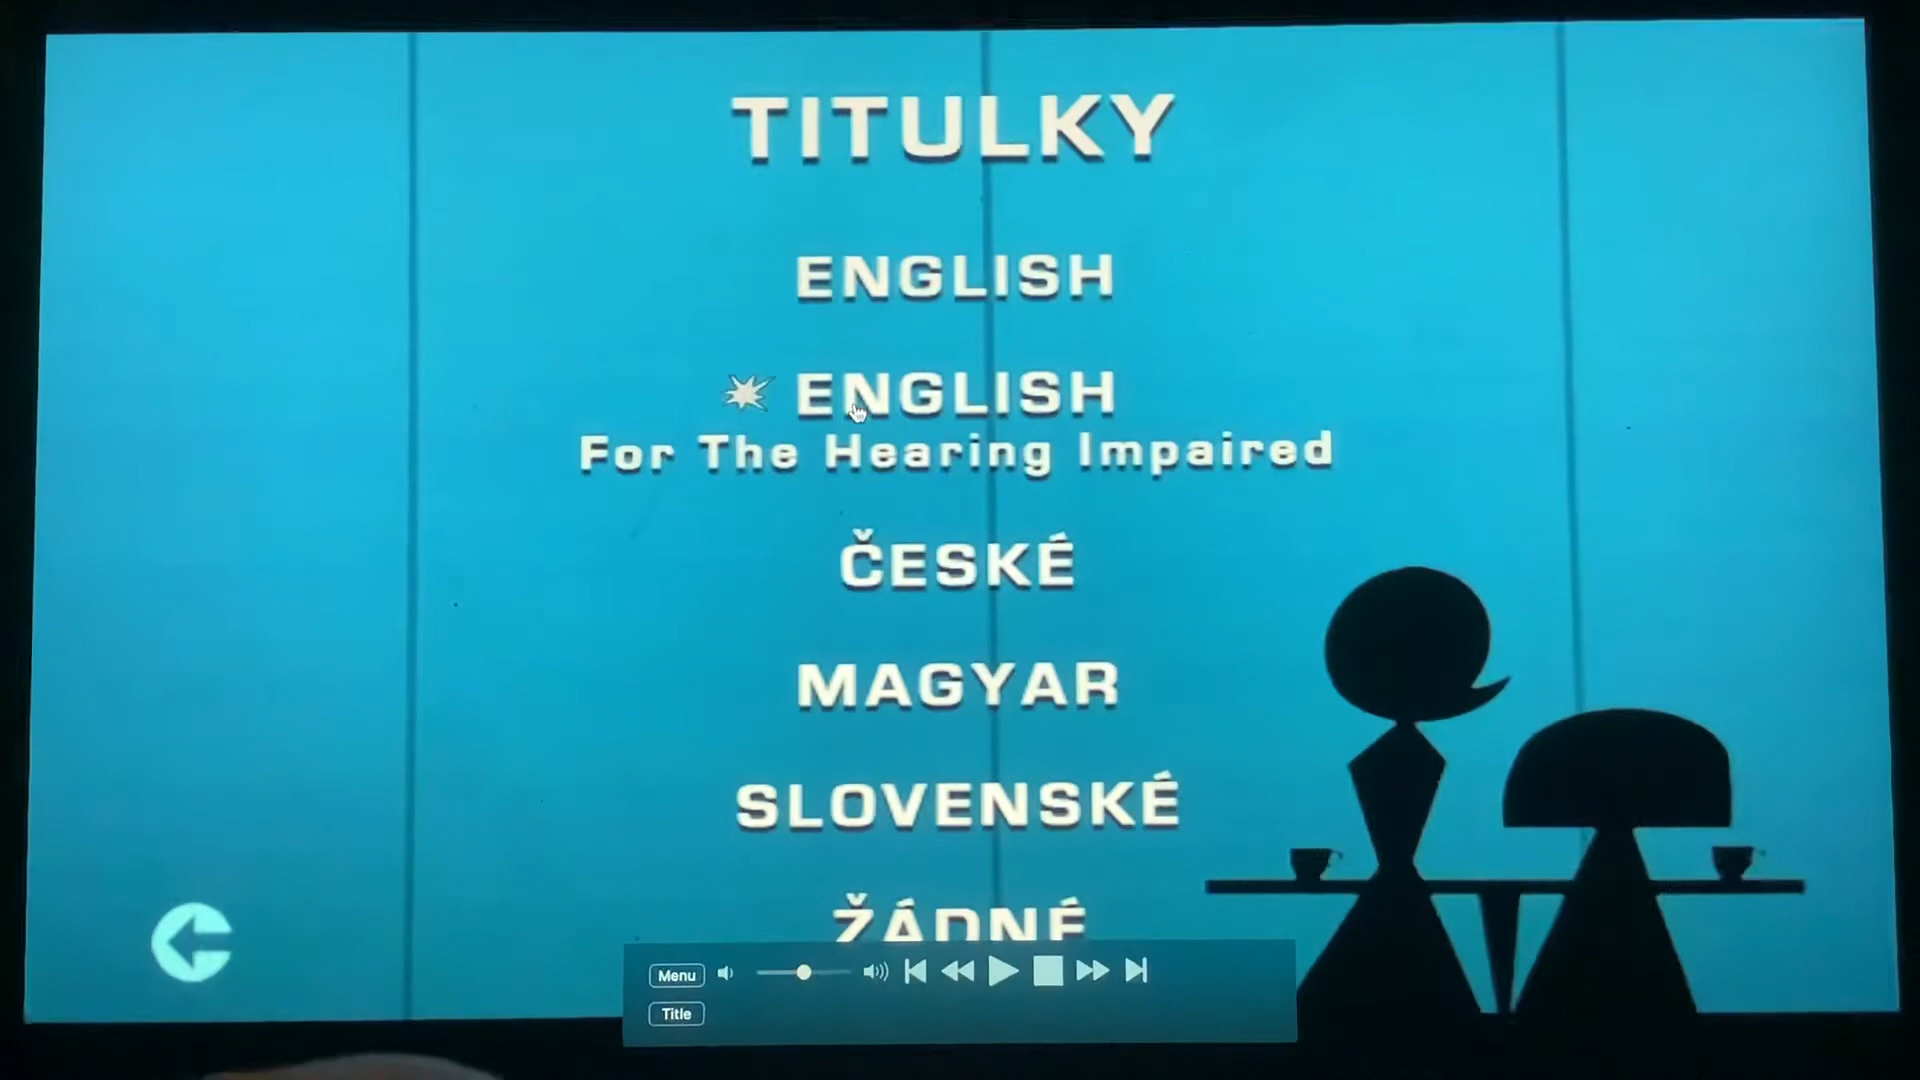 TITULKY
ENGLISH
ENGLISH
For The Hearing Impaired
ČESKÉ
MAGYAR
SLOVENSKÉ
ŽÁDNÉ
Menu
Title